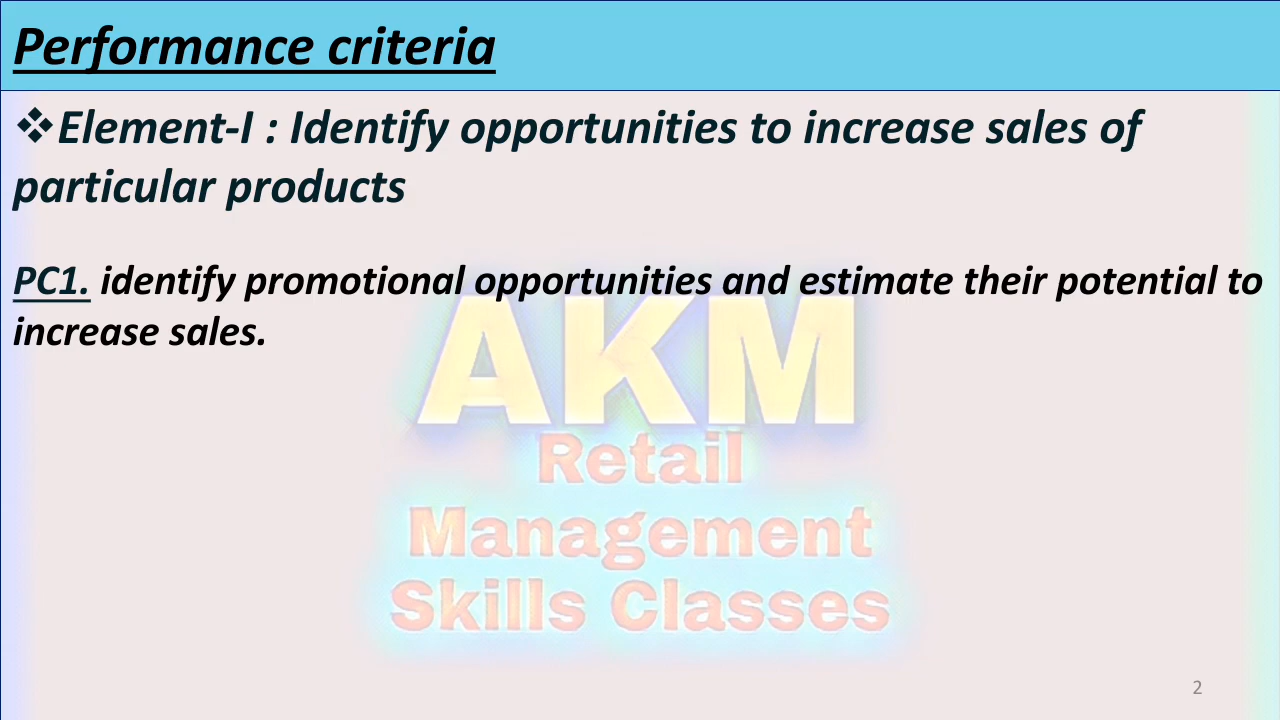 Performance criteria
❖Element-I : Identify opportunities to increase sales of
particular products
PC1. identify promotional opportunities and estimate their potential to
increase sales.
AKM
Retail
Management
Skills Classes
2